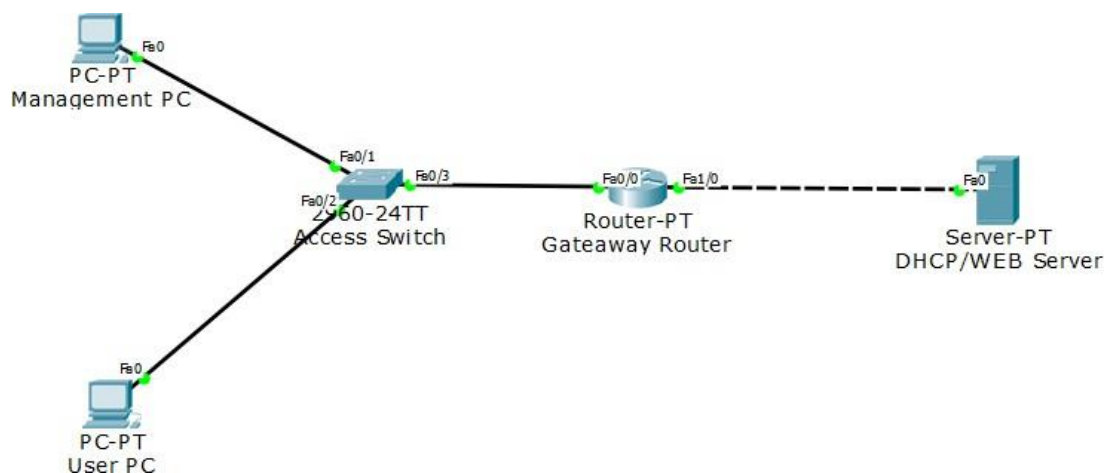 Fa0
PC-PT
Management PC
Fa0/1
Fa0/3
Fa0/2
2960-24TT
Access Switch
Fa0/0
Fa1/0
Router-PT
Gateaway Router
Fa0
Server-PT
DHCP/WEB Server
Fa0
PC-PT
User PC